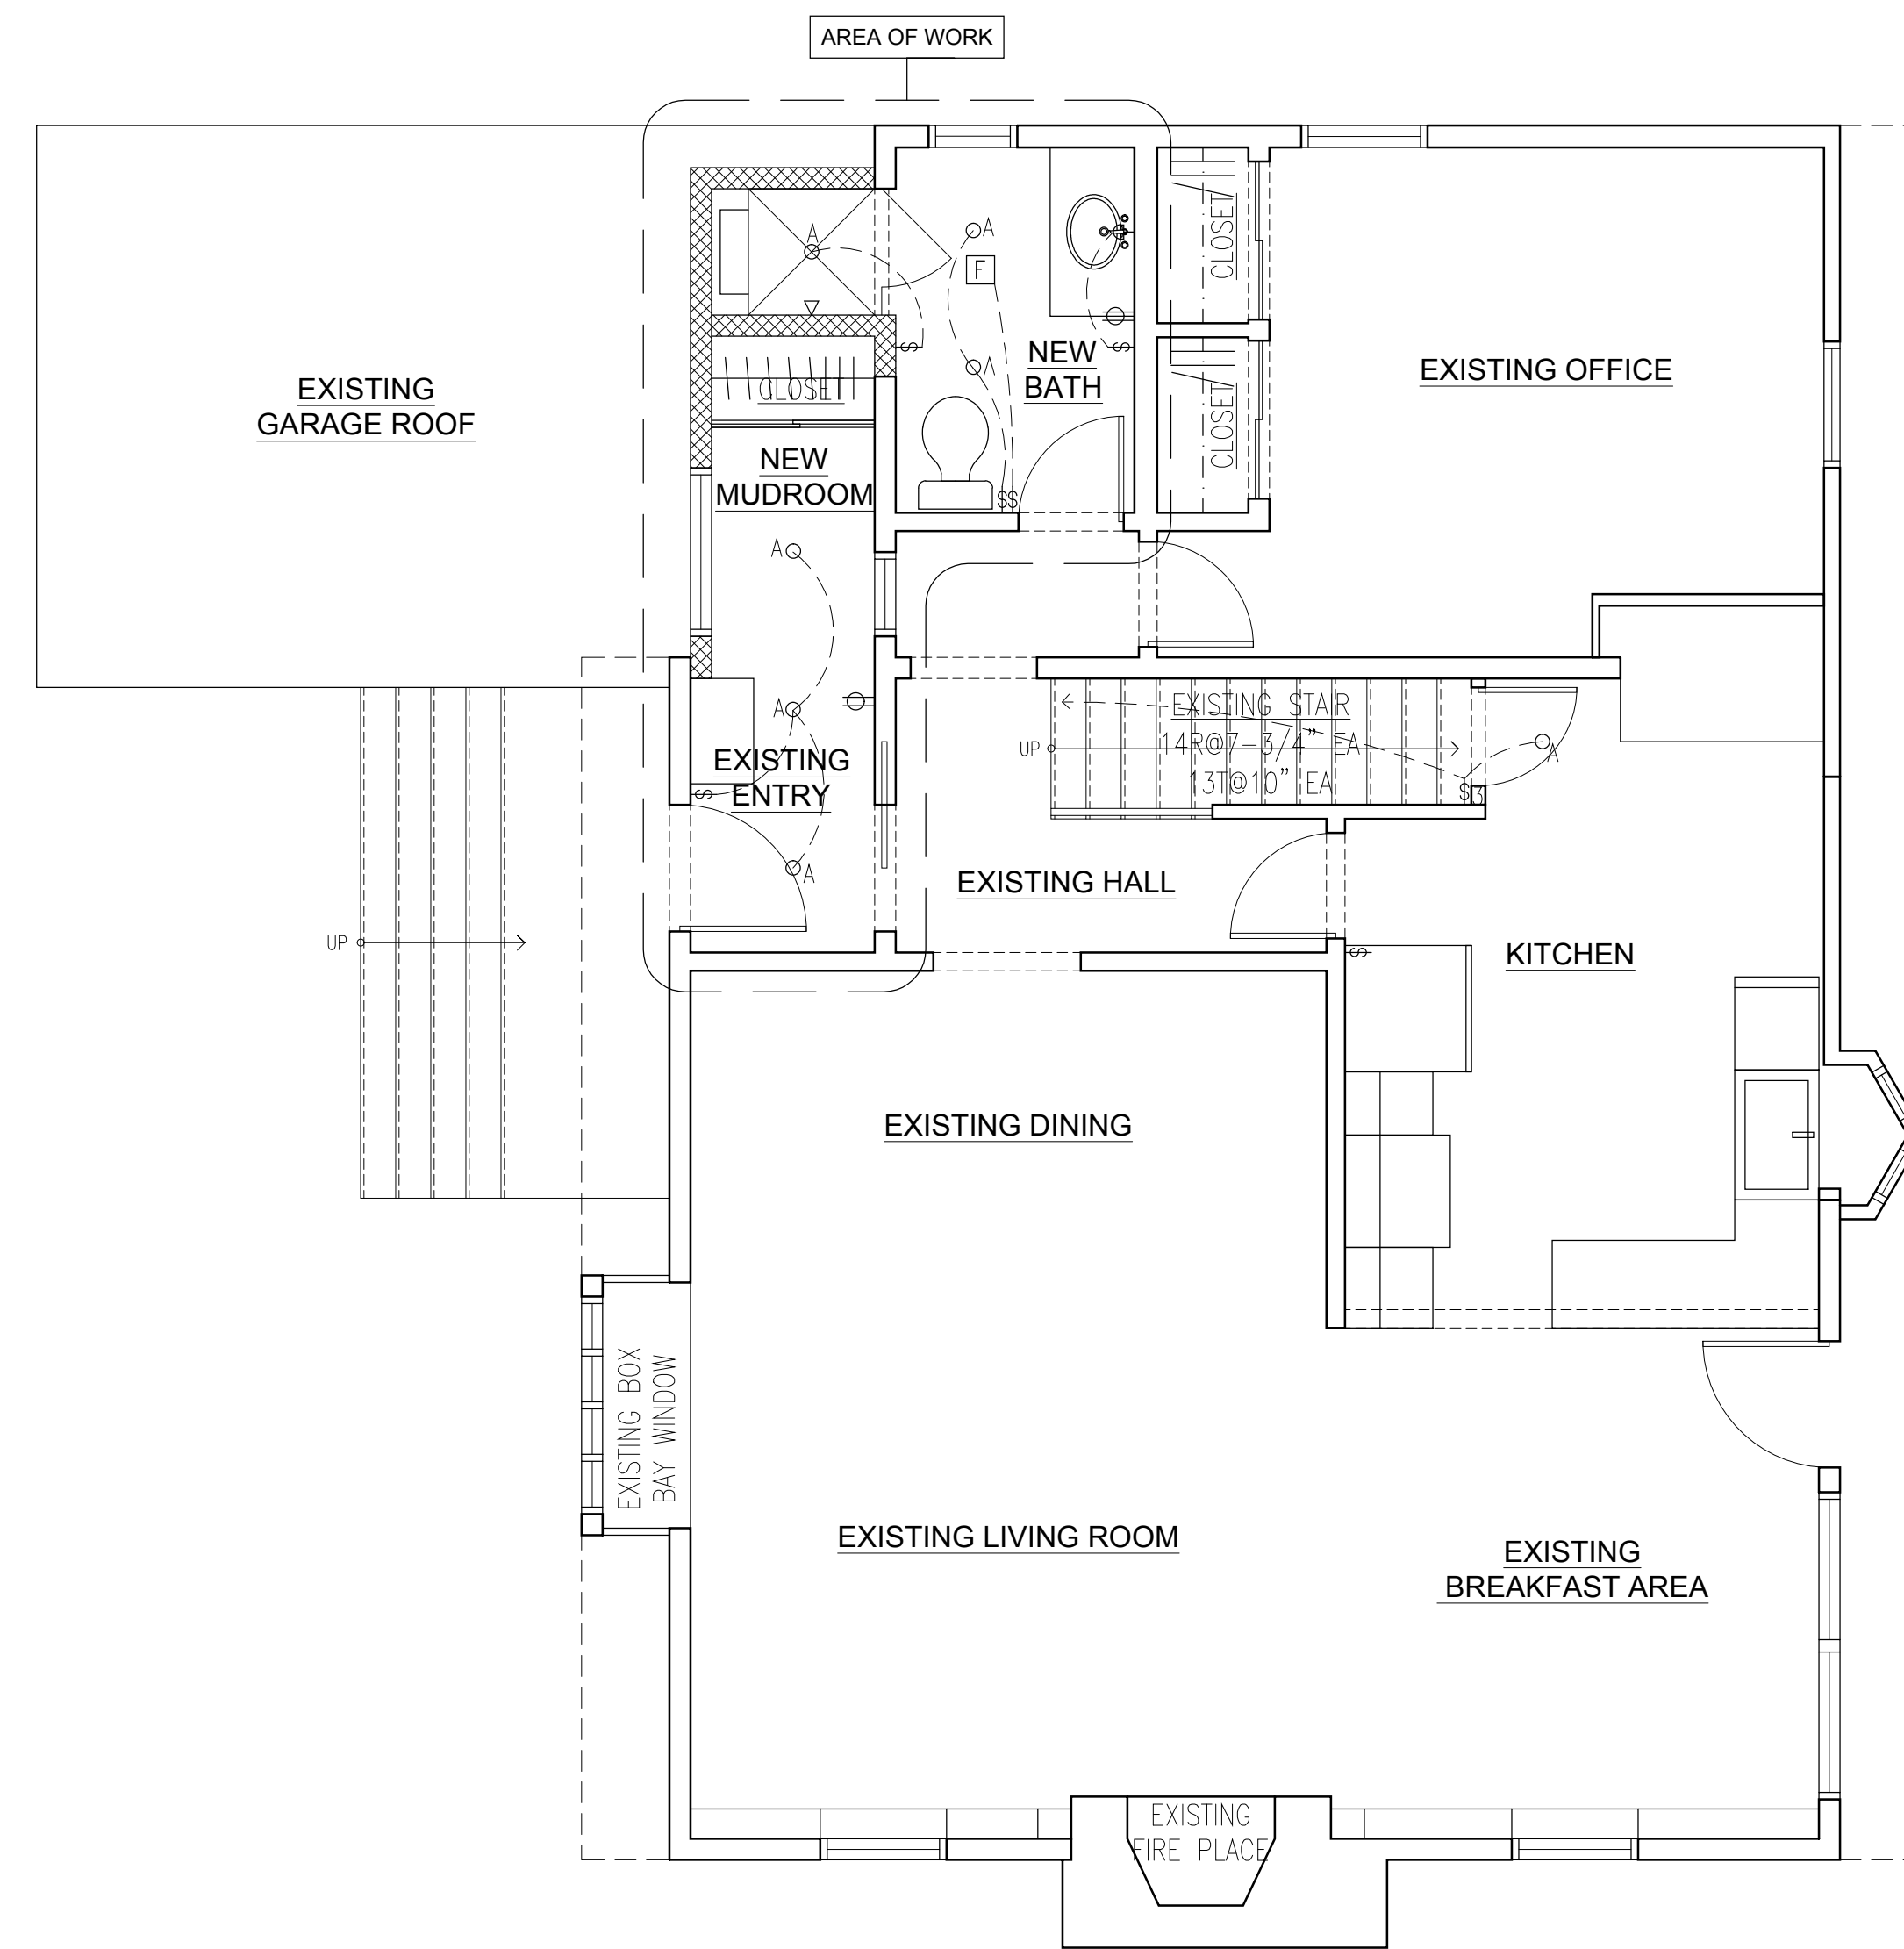 AREA OF WORK
A
A
F
CLOSET
S
S
NEW
BATH
A
EXISTING OFFICE
EXISTING
GARAGE ROOF
CLOSET
CLOSET
NEW
MUDROOM
SS
A
A
EXISTING STAIR
14R@7-3/4" EA
13T@10" EA
UP
A
EXISTING
ENTRY
S
S3
A
EXISTING HALL
UP
S
KITCHEN
EXISTING DINING
EXISTING BOX
BAY WINDOW
EXISTING LIVING ROOM
EXISTING
BREAKFAST AREA
EXISTING
FIRE PLACE